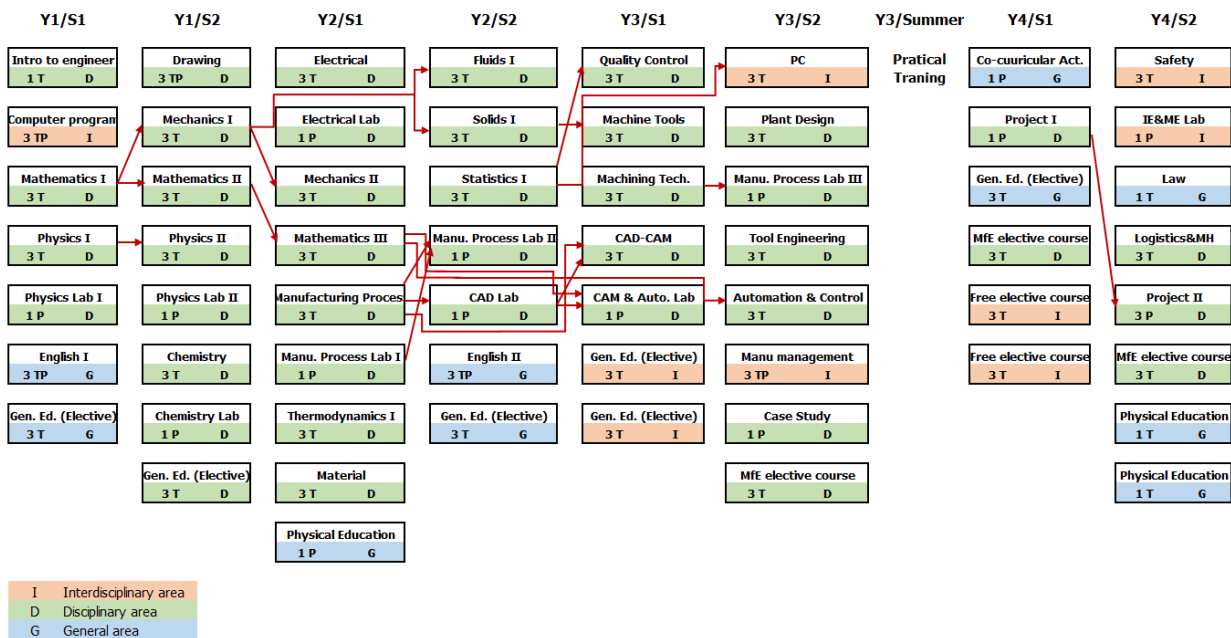 Y1/S1
Y1/S2
Y2/S1
Y2/S2
Y3/S1
Y3/S2
Y3/Summer
Y4/S1
Y4/S2
Intro to engineer
1 T D
Computer program
3 TP I
Mathematics I
3 T D
Physics I
3 T D
Physics Lab I
1 P D
English I
3 TP G
Gen. Ed. (Elective)
3 T G
Drawing
3 TP D
Mechanics I
3 T D
Mathematics II
3 T D
Physics II
3 T D
Physics Lab II
1 P D
Chemistry
3 T D
Chemistry Lab
1 P D
Gen. Ed. (Elective)
3 T D
Electrical
3 T D
Electrical Lab
1 P D
Mechanics II
3 T D
Mathematics III
3 T D
Manufacturing Process
3 T D
Manu. Process Lab I
1 P D
Thermodynamics I
3 T D
Material
3 T D
Physical Education
1 P G
Fluids I
3 T D
Solids I
3 T D
Statistics I
3 T D
Manu. Process Lab II
1 P D
CAD Lab
1 P D
English II
3 TP G
Gen. Ed. (Elective)
3 T G
Quality Control
3 T D
Machine Tools
3 T D
Machining Tech.
3 T D
CAD-CAM
3 T D
CAM & Auto. Lab
1 P D
Gen. Ed. (Elective)
3 T I
Gen. Ed. (Elective)
3 T I
PC
3 T I
Plant Design
3 T D
Manu. Process Lab III
1 P D
Tool Engineering
3 T D
Automation & Control
3 T D
Manu management
3 TP I
Case Study
1 P D
MfE elective course
3 T D
Pratical
Traning
Co-cuuricular Act.
1 P G
Project I
1 P D
Gen. Ed. (Elective)
3 T G
MfE elective course
3 T D
Free elective course
3 T I
Free elective course
3 T I
Safety
3 T I
IE&ME Lab
1 P I
Law
1 T G
Logistics&MH
3 T D
Project II
3 P D
MfE elective course
3 T D
Physical Education
1 T G
Physical Education
1 T G
I Interdisciplinary area
D Disciplinary area
G General area